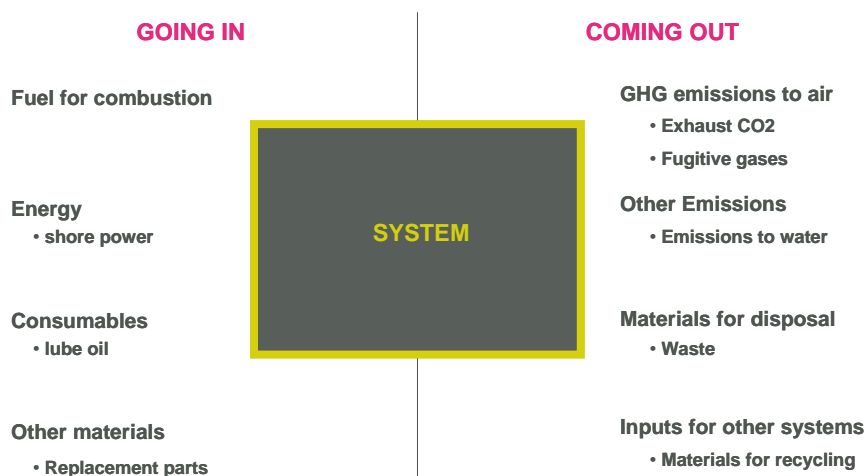 GOING IN
COMING OUT
Fuel for combustion
Energy
• shore power
Consumables
• lube oil
Other materials
• Replacement parts
SYSTEM
GHG emissions to air
• Exhaust CO2
• Fugitive gases
Other Emissions
• Emissions to water
Materials for disposal
• Waste
Inputs for other systems
• Materials for recycling